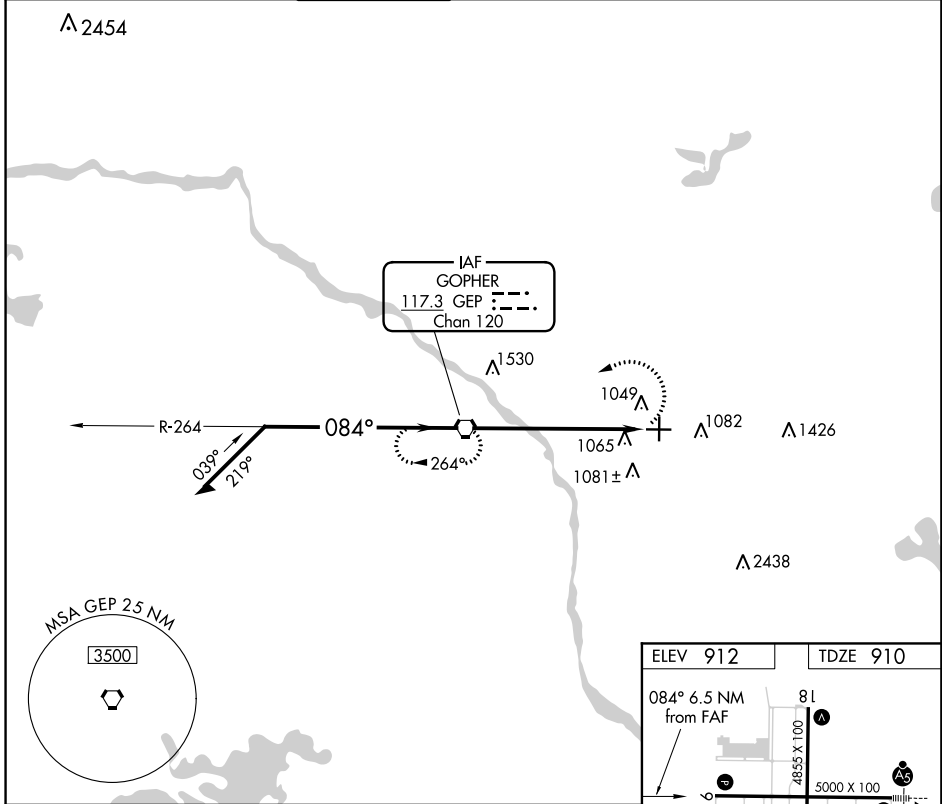 2454
IAF
GOPHER
117.3 GEP
Chan 120
1530
1049
1082
1426
R-264
084°
1065
264°
1081±
039°
219°
2438
MSA GEP 25 NM
3500
ELEV 912
TDZE 910
084° 6.5 NM
from FAF
18
V
4855 X 100
A5
P
5000 X 100
9